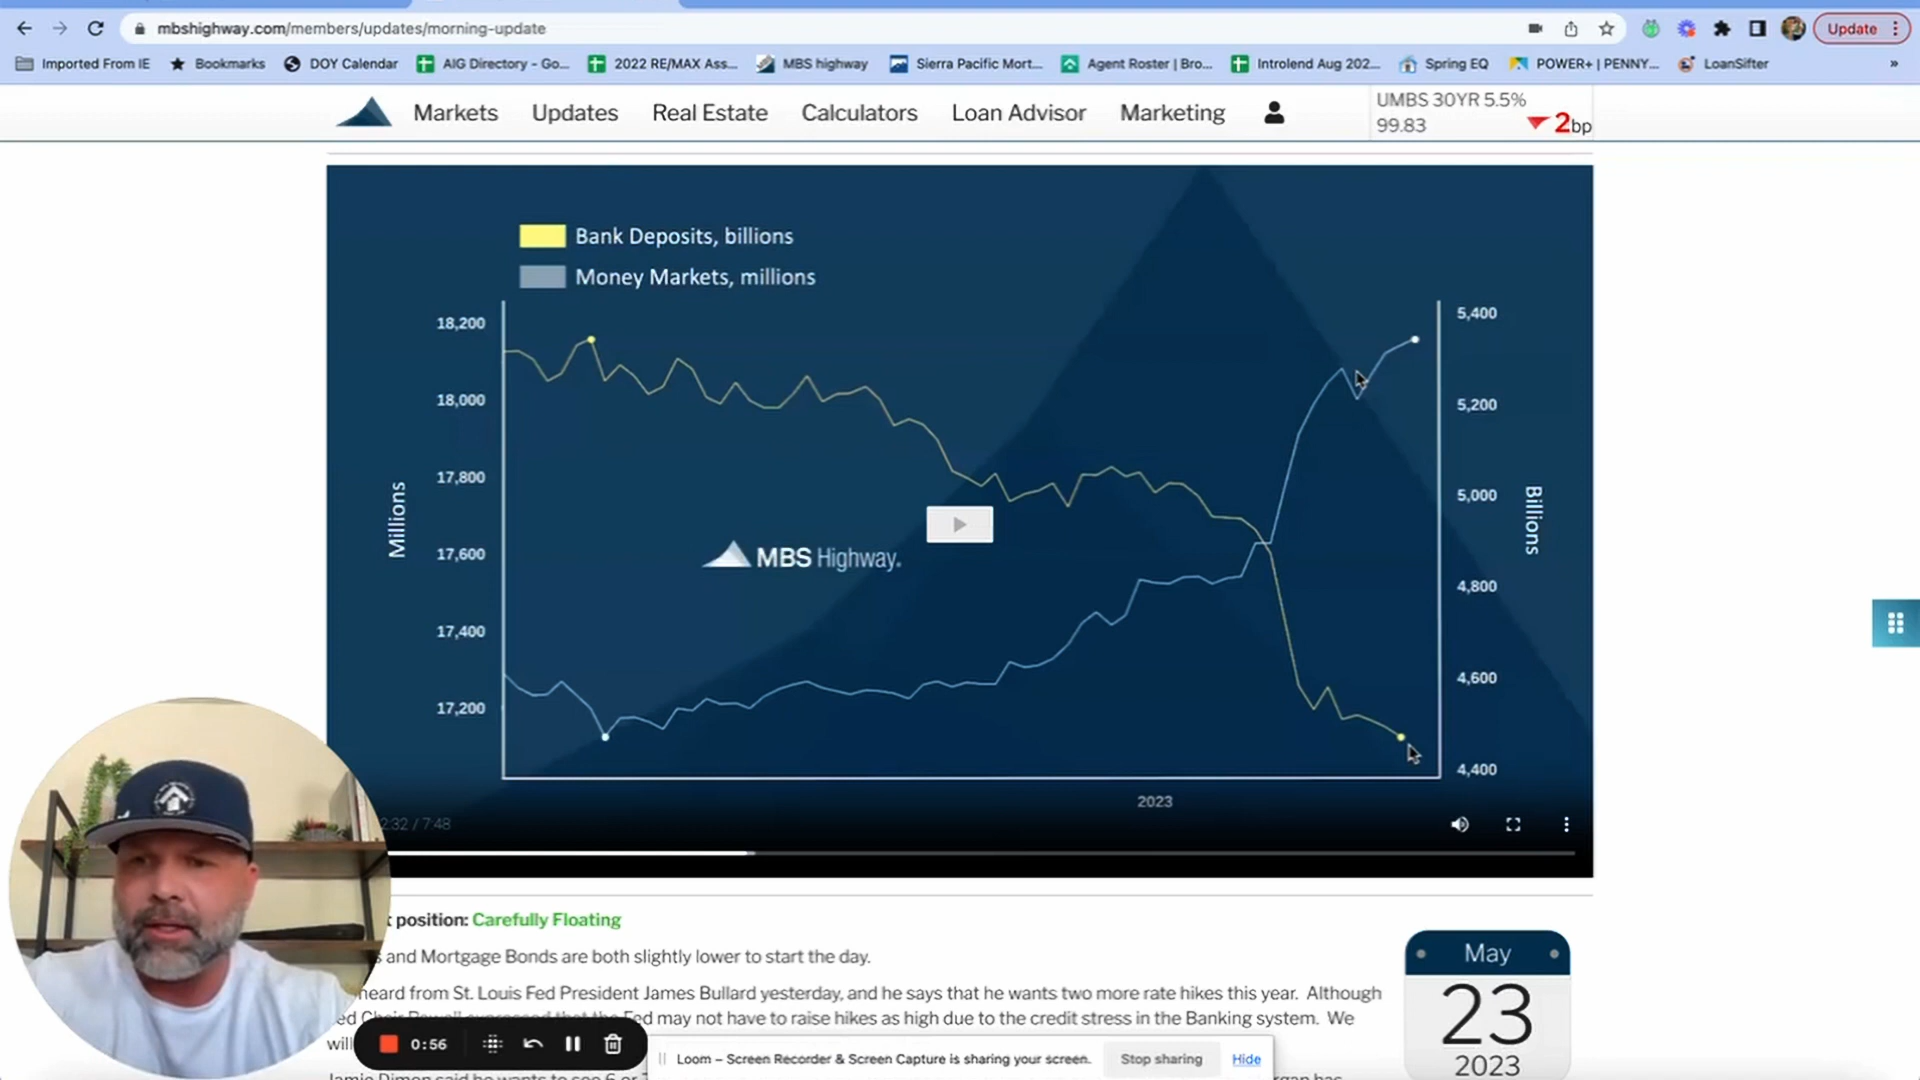 mbshighway.com/members/updates/morning-update
Update
Imported From IE
Bookmarks
DOY Calendar
AIG Directory - Go...
2022 RE/MAX Ass...
MBS highway
Sierra Pacific Mort...
Agent Roster | Bro...
Introlend Aug 202...
Spring EQ
POWER+ | PENNY...
LoanSifter
»
Markets
Updates
Real Estate
Calculators
Loan Advisor
Marketing
UMBS 30YR 5.5%
99.83
2bp
Bank Deposits, billions
Money Markets, millions
18,200
18,000
17,800
17,600
17,400
17,200
Millions
5,400
5,200
5,000
4,800
4,600
4,400
Billions
MBS Highway.
2023
2:32 / 7:48
position: Carefully Floating
and Mortgage Bonds are both slightly lower to start the day.
heard from St. Louis Fed President James Bullard yesterday, and he says that he wants two more rate hikes this year. Although
Fed may not have to raise hikes as high due to the credit stress in the Banking system. We
will
May
23
2023
0:56
Loom – Screen Recorder & Screen Capture is sharing your screen.
Stop sharing
Hide